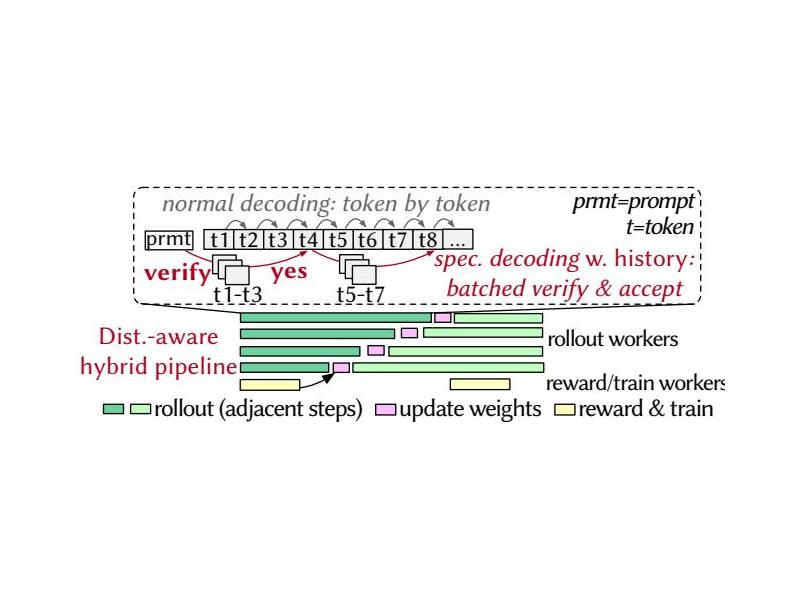 normal decoding: token by token
prmt=prompt
t=token
prmt t1 t2 t3 t4 t5 t6 t7 t8 ...
verify yes
t1-t3 t5-t7
spec. decoding w. history:
batched verify & accept
Dist.-aware
hybrid pipeline
rollout workers
reward/train workers
rollout (adjacent steps) update weights reward & train